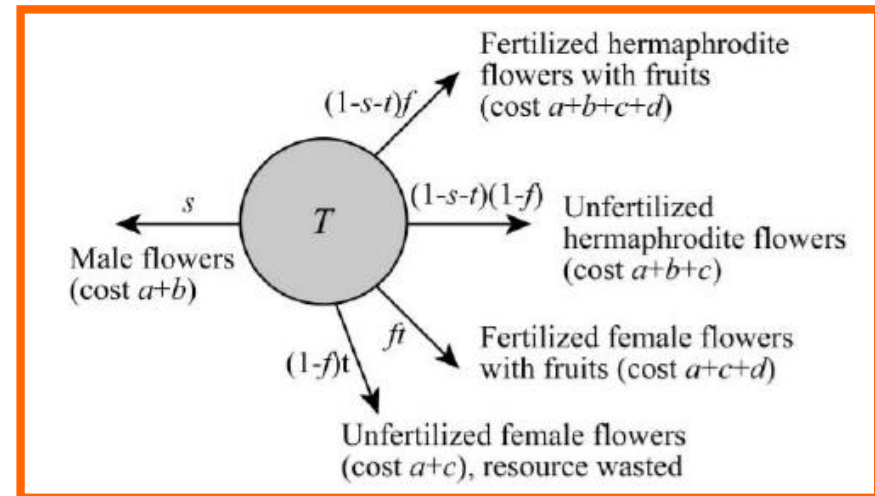 Fertilized hermaphrodite
flowers with fruits
(cost a+b+c+d)
(1-s-t)f
s
T
(1-s-t)(1-f)
Unfertilized
hermaphrodite flowers
(cost a+b+c)
Male flowers
(cost a+b)
ft
Fertilized female flowers
with fruits (cost a+c+d)
(1-f)t
Unfertilized female flowers
(cost a+c), resource wasted